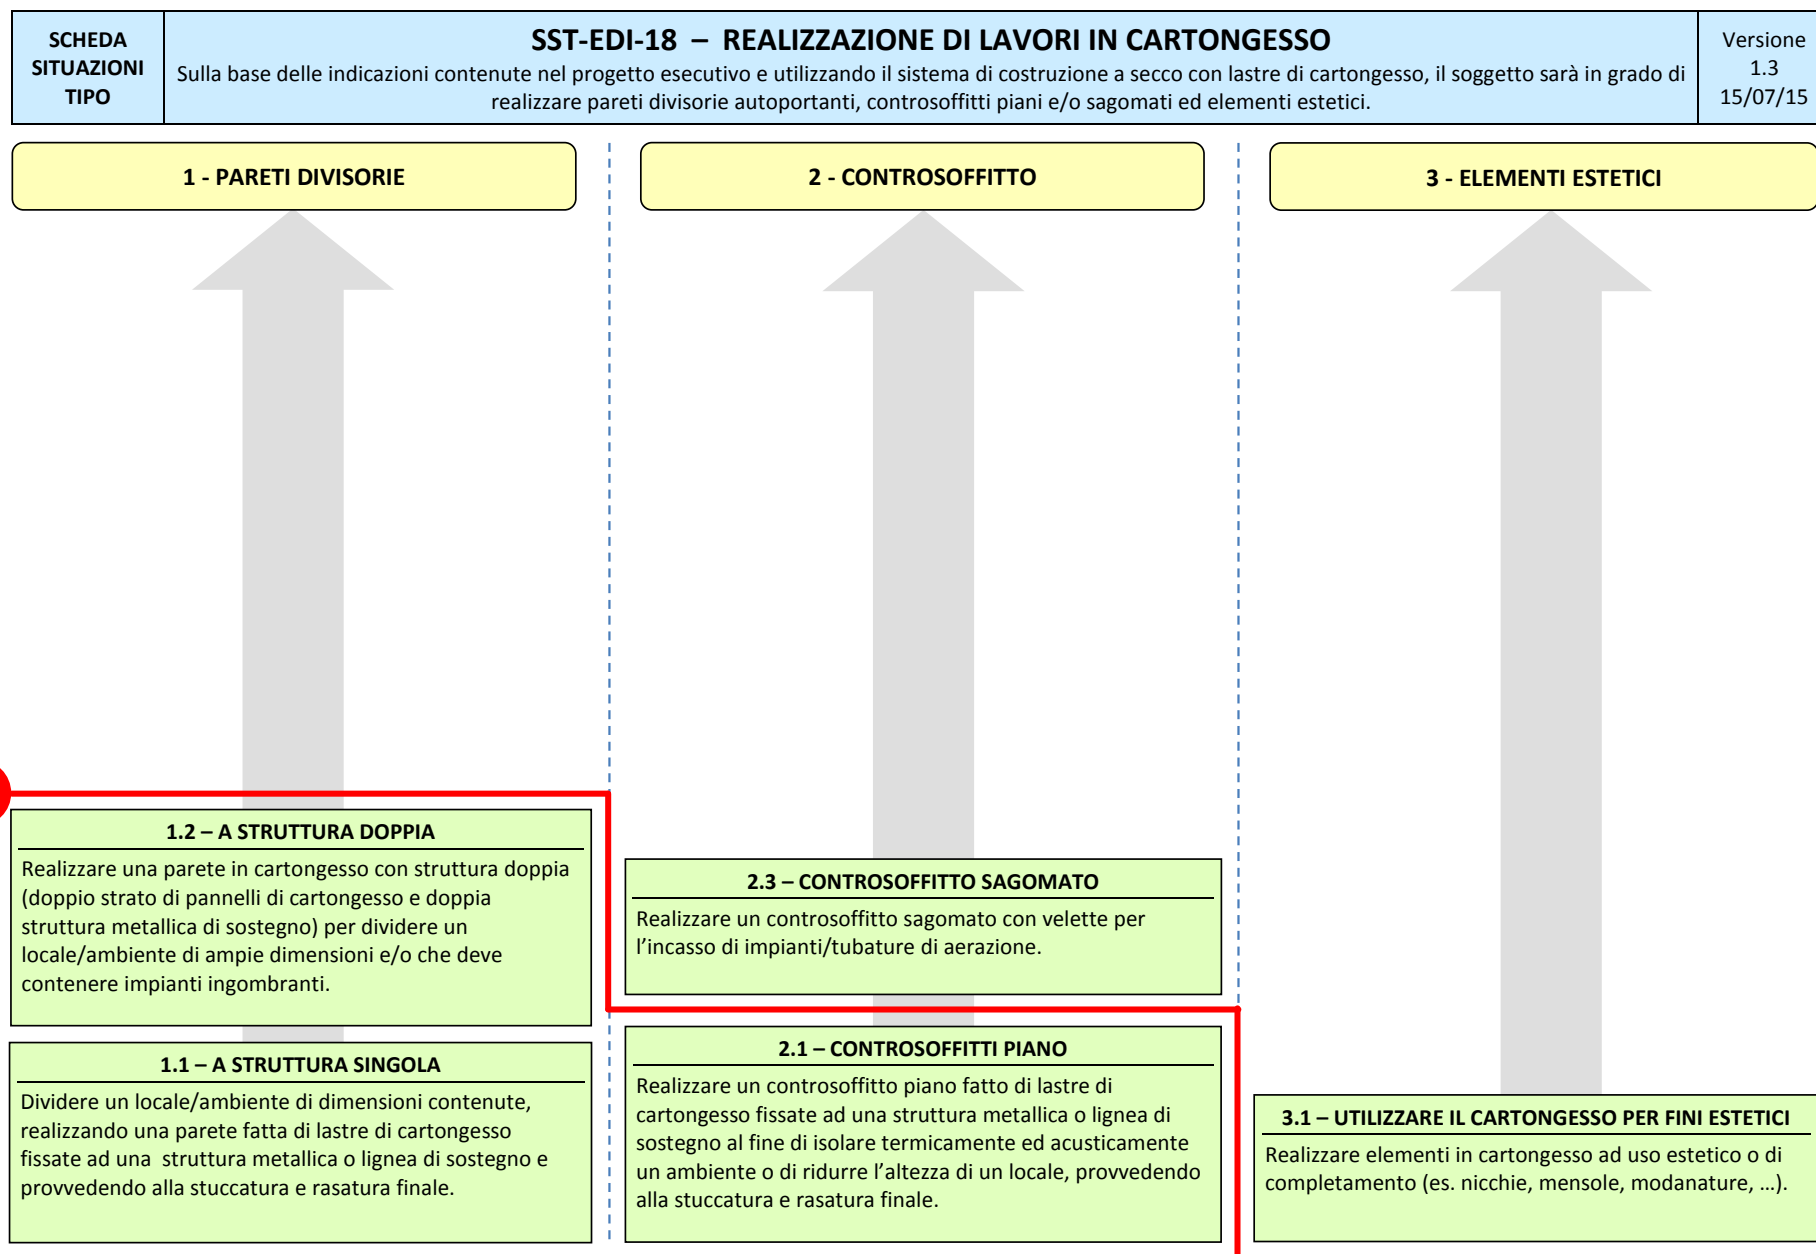 SCHEDA
SITUAZIONI
TIPO
SST-EDI-18 – REALIZZAZIONE DI LAVORI IN CARTONGESSO
Sulla base delle indicazioni contenute nel progetto esecutivo e utilizzando il sistema di costruzione a secco con lastre di cartongesso, il soggetto sarà in grado di
realizzare pareti divisorie autoportanti, controsoffitti piani e/o sagomati ed elementi estetici.
Versione
1.3
15/07/15
1 - PARETI DIVISORIE
2 - CONTROSOFFITTO
3 - ELEMENTI ESTETICI
1.2 – A STRUTTURA DOPPIA
Realizzare una parete in cartongesso con struttura doppia
(doppio strato di pannelli di cartongesso e doppia
struttura metallica di sostegno) per dividere un
locale/ambiente di ampie dimensioni e/o che deve
contenere impianti ingombranti.
1.1 – A STRUTTURA SINGOLA
Dividere un locale/ambiente di dimensioni contenute,
realizzando una parete fatta di lastre di cartongesso
fissate ad una struttura metallica o lignea di sostegno e
provvedendo alla stuccatura e rasatura finale.
2.3 – CONTROSOFFITTO SAGOMATO
Realizzare un controsoffitto sagomato con velette per
l’incasso di impianti/tubature di aerazione.
2.1 – CONTROSOFFITTI PIANO
Realizzare un controsoffitto piano fatto di lastre di
cartongesso fissate ad una struttura metallica o lignea di
sostegno al fine di isolare termicamente ed acusticamente
un ambiente o di ridurre l’altezza di un locale, provvedendo
alla stuccatura e rasatura finale.
3.1 – UTILIZZARE IL CARTONGESSO PER FINI ESTETICI
Realizzare elementi in cartongesso ad uso estetico o di
completamento (es. nicchie, mensole, modanature, …).